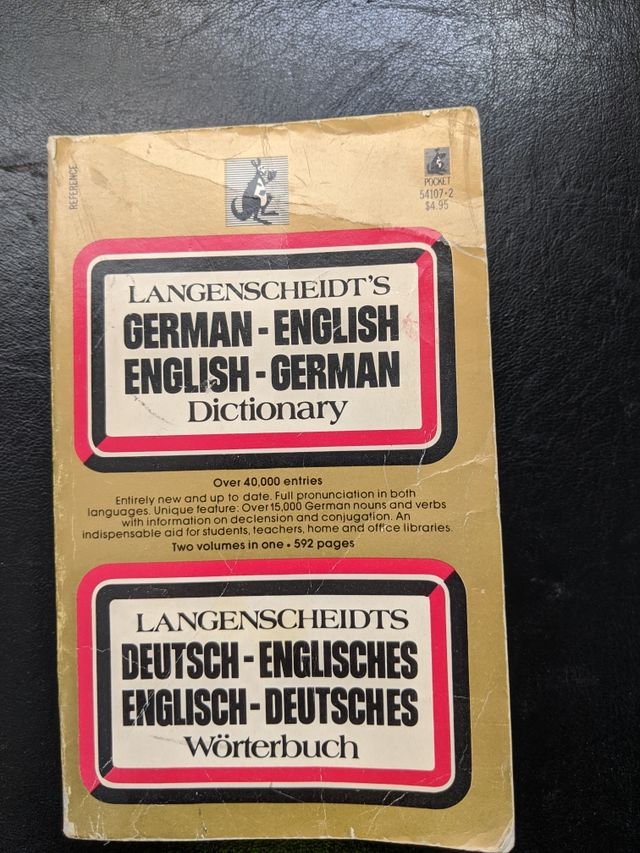 REFERENCE
POCKET
54107-2
$4.95
LANGENSCHEIDT'S
GERMAN-ENGLISH
ENGLISH-GERMAN
Dictionary
Over 40,000 entries
Entirely new and up to date. Full pronunciation in both
languages. Unique feature: Over 15,000 German nouns and verbs
with information on declension and conjugation. An
indispensable aid for students, teachers, home and office libraries.
Two volumes in one • 592 pages
LANGENSCHEIDTS
DEUTSCH-ENGLISCHES
ENGLISCH-DEUTSCHES
Wörterbuch